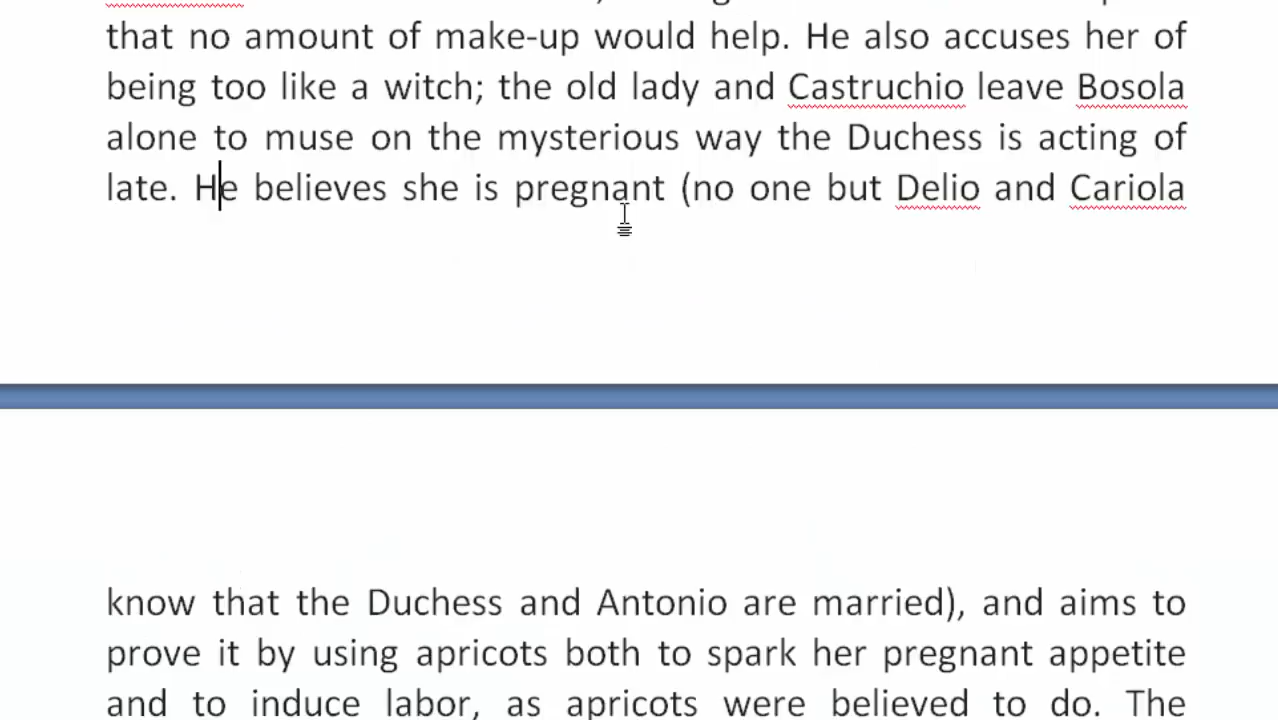 that no amount of make-up would help. He also accuses her of
being too like a witch; the old lady and Castruchio leave Bosola
alone to muse on the mysterious way the Duchess is acting of
late. He believes she is pregnant (no one but Delio and Cariola
know that the Duchess and Antonio are married), and aims to
prove it by using apricots both to spark her pregnant appetite
and to induce labor, as apricots were believed to do. The